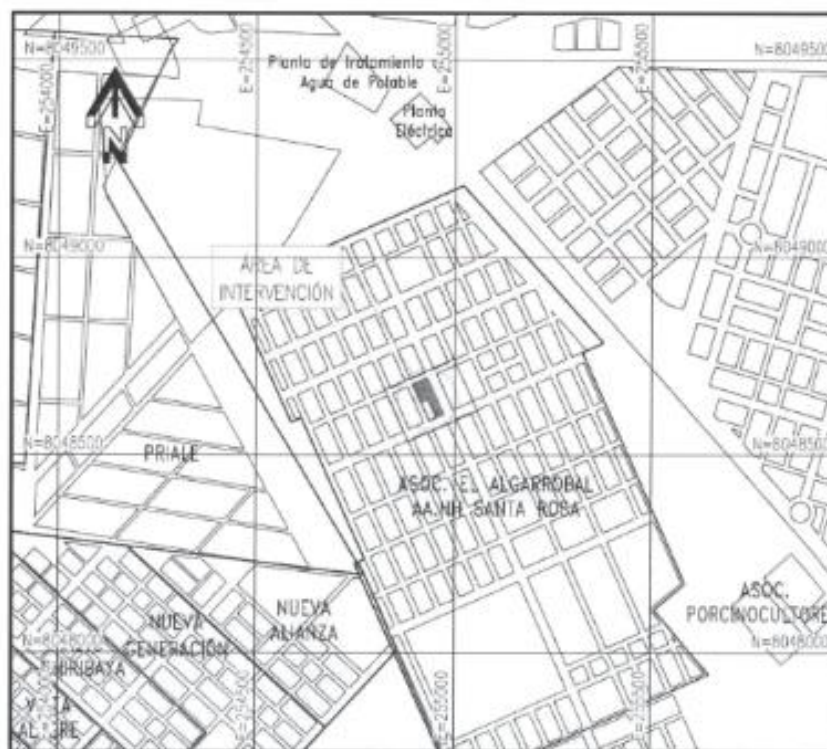 N=8049500
E=254000
E=254500
E=255000
E=255500
N=8049500
Planta de Tratamiento
Agua de Potable
Planta
Eléctrica
N
N=8049000
N=8049000
ÁREA DE
INTERVENCIÓN
N=8048500
N=8048500
PRIALE
ASOC. EL ALGARROBAL
AA.HH. SANTA ROSA
ASOC.
PORCINOCULTORE
NUEVA
GENERACIÓN
NUEVA
ALIANZA
N=8048000
N=8048000
E=254500
E=255000
E=255500